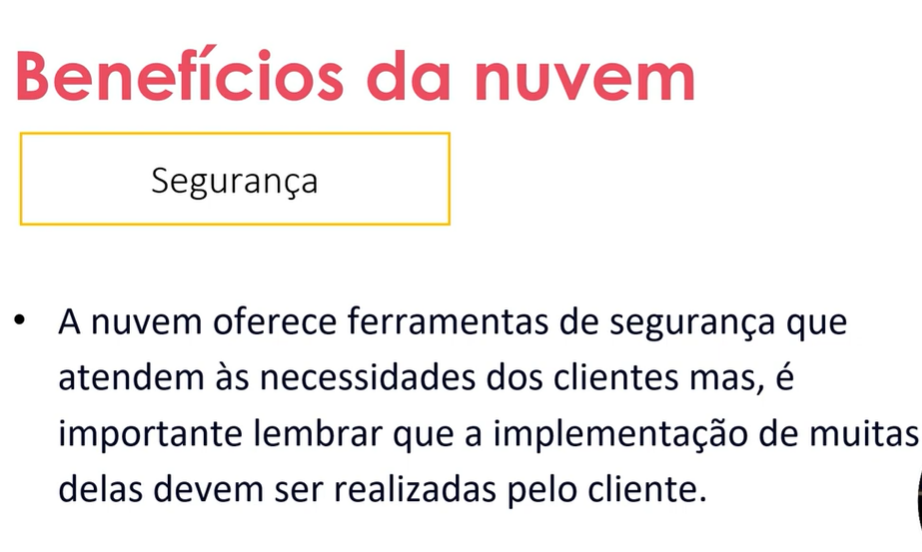 Benefícios da nuvem
Segurança
• A nuvem oferece ferramentas de segurança que
atendem às necessidades dos clientes mas, é
importante lembrar que a implementação de muitas
delas devem ser realizadas pelo cliente.